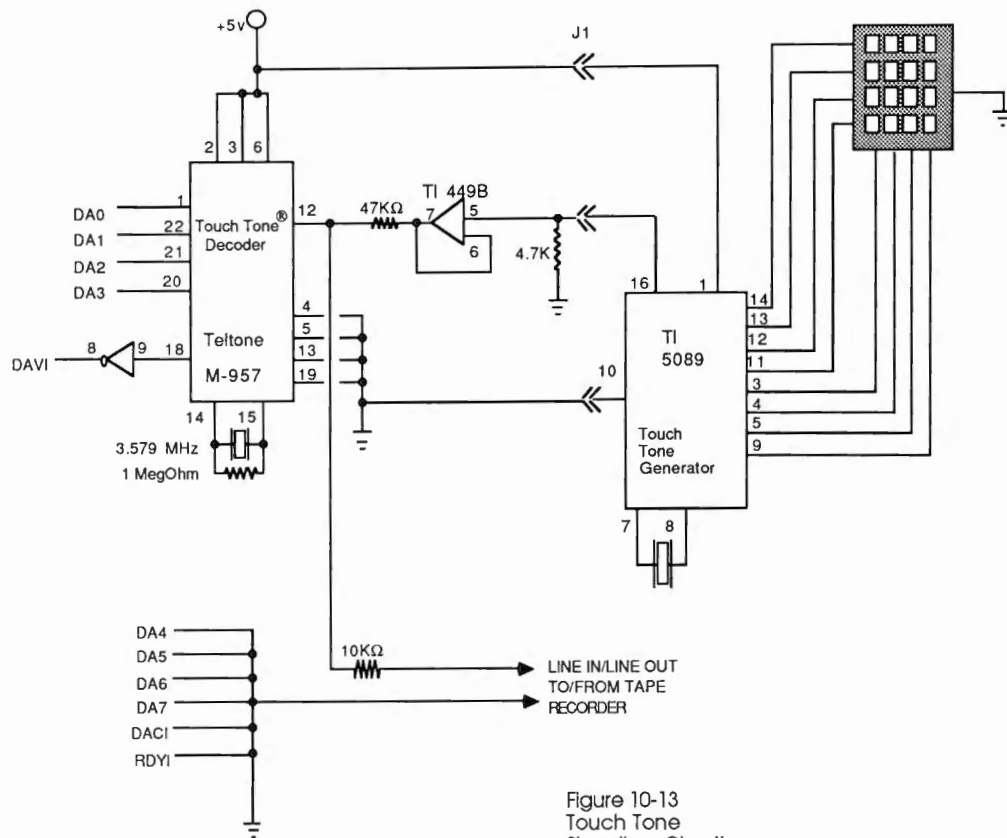 +5v
J1
2 3 6
DA0
1
DA1
22
DA2
21
DA3
20
Touch Tone®
Decoder
Teltone
M-957
12
47KΩ
TI 449B
7
5
6
4.7K
16
1
14
13
12
11
3
4
5
9
TI
5089
Touch
Tone
Generator
10
7 8
4
5
13
19
DAVI
8
9
18
14 15
3.579 MHz
1 MegOhm
DA4
DA5
DA6
DA7
DACI
RDYI
10KΩ
LINE IN/LINE OUT
TO/FROM TAPE
RECORDER
Figure 10-13
Touch Tone